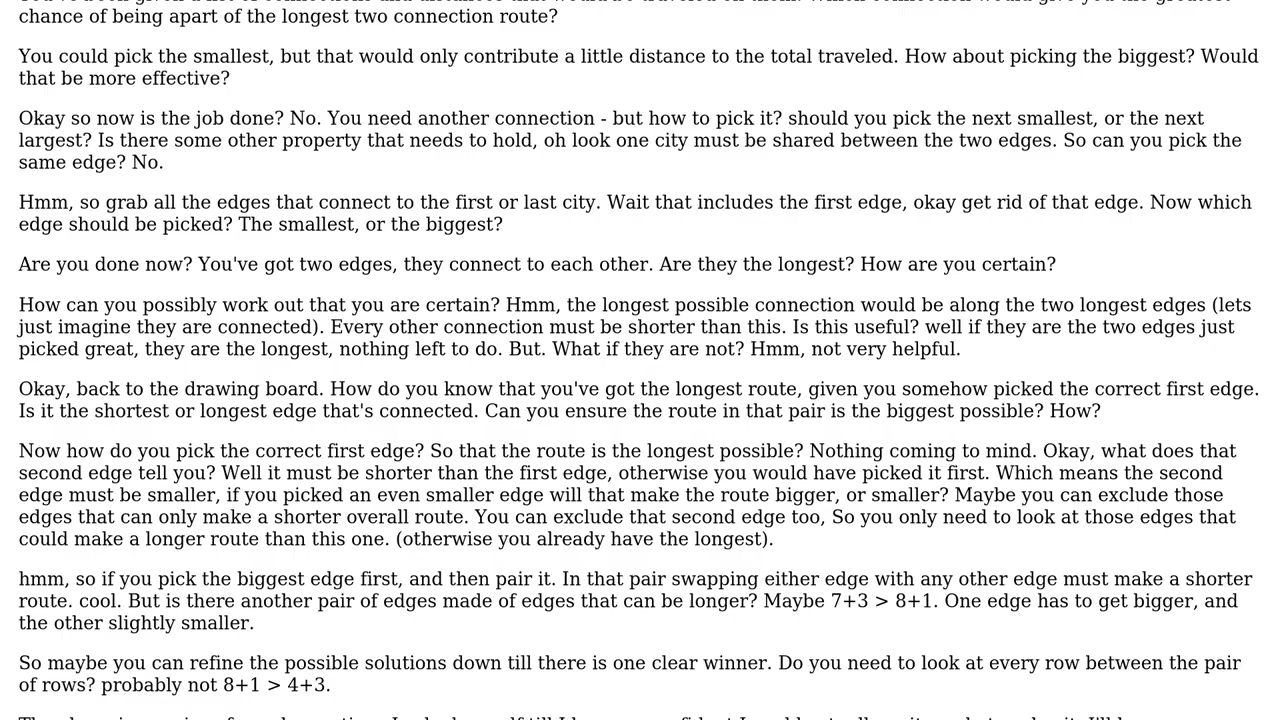 chance of being apart of the longest two connection route?
You could pick the smallest, but that would only contribute a little distance to the total traveled. How about picking the biggest? Would
that be more effective?
Okay so now is the job done? No. You need another connection - but how to pick it? should you pick the next smallest, or the next
largest? Is there some other property that needs to hold, oh look one city must be shared between the two edges. So can you pick the
same edge? No.
Hmm, so grab all the edges that connect to the first or last city. Wait that includes the first edge, okay get rid of that edge. Now which
edge should be picked? The smallest, or the biggest?
Are you done now? You've got two edges, they connect to each other. Are they the longest? How are you certain?
How can you possibly work out that you are certain? Hmm, the longest possible connection would be along the two longest edges (lets
just imagine they are connected). Every other connection must be shorter than this. Is this useful? well if they are the two edges just
picked great, they are the longest, nothing left to do. But. What if they are not? Hmm, not very helpful.
Okay, back to the drawing board. How do you know that you've got the longest route, given you somehow picked the correct first edge.
Is it the shortest or longest edge that's connected. Can you ensure the route in that pair is the biggest possible? How?
Now how do you pick the correct first edge? So that the route is the longest possible? Nothing coming to mind. Okay, what does that
second edge tell you? Well it must be shorter than the first edge, otherwise you would have picked it first. Which means the second
edge must be smaller, if you picked an even smaller edge will that make the route bigger, or smaller? Maybe you can exclude those
edges that can only make a shorter overall route. You can exclude that second edge too, So you only need to look at those edges that
could make a longer route than this one. (otherwise you already have the longest).
hmm, so if you pick the biggest edge first, and then pair it. In that pair swapping either edge with any other edge must make a shorter
route. cool. But is there another pair of edges made of edges that can be longer? Maybe 7+3 > 8+1. One edge has to get bigger, and
the other slightly smaller.
So maybe you can refine the possible solutions down till there is one clear winner. Do you need to look at every row between the pair
of rows? probably not 8+1 > 4+3.